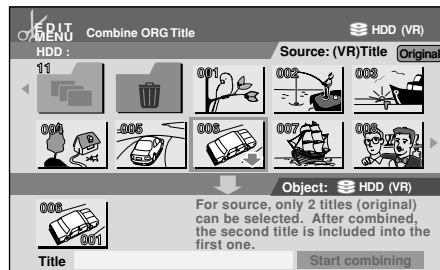 EDIT
MENU
Combine ORG Title
HDD (VR)
HDD :
Source: (VR)Title
Original
11
001
002
003
004
005
006
007
008
Object: HDD (VR)
006
001
For source, only 2 titles (original)
can be selected. After combined,
the second title is included into the
first one.
Title
Start combining